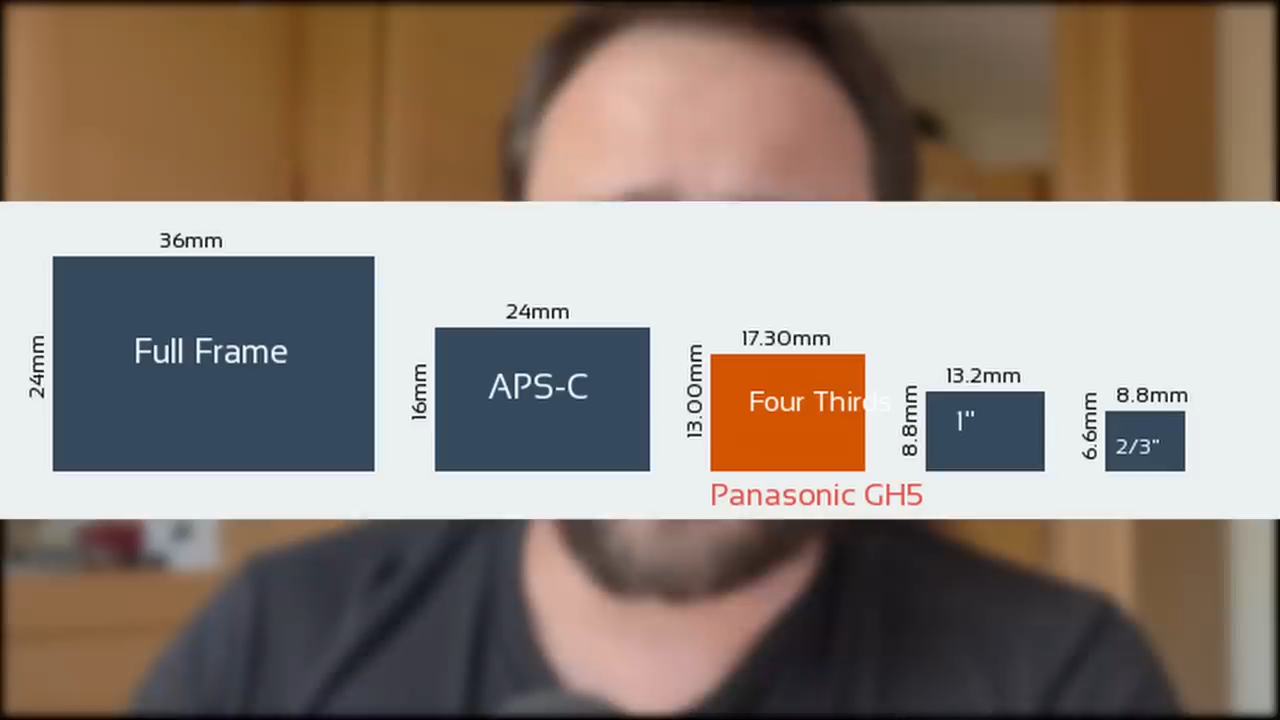 36mm
24mm
Full Frame
24mm
16mm
APS-C
17.30mm
13.00mm
Four Thirds
Panasonic GH5
13.2mm
8.8mm
1"
8.8mm
6.6mm
2/3"